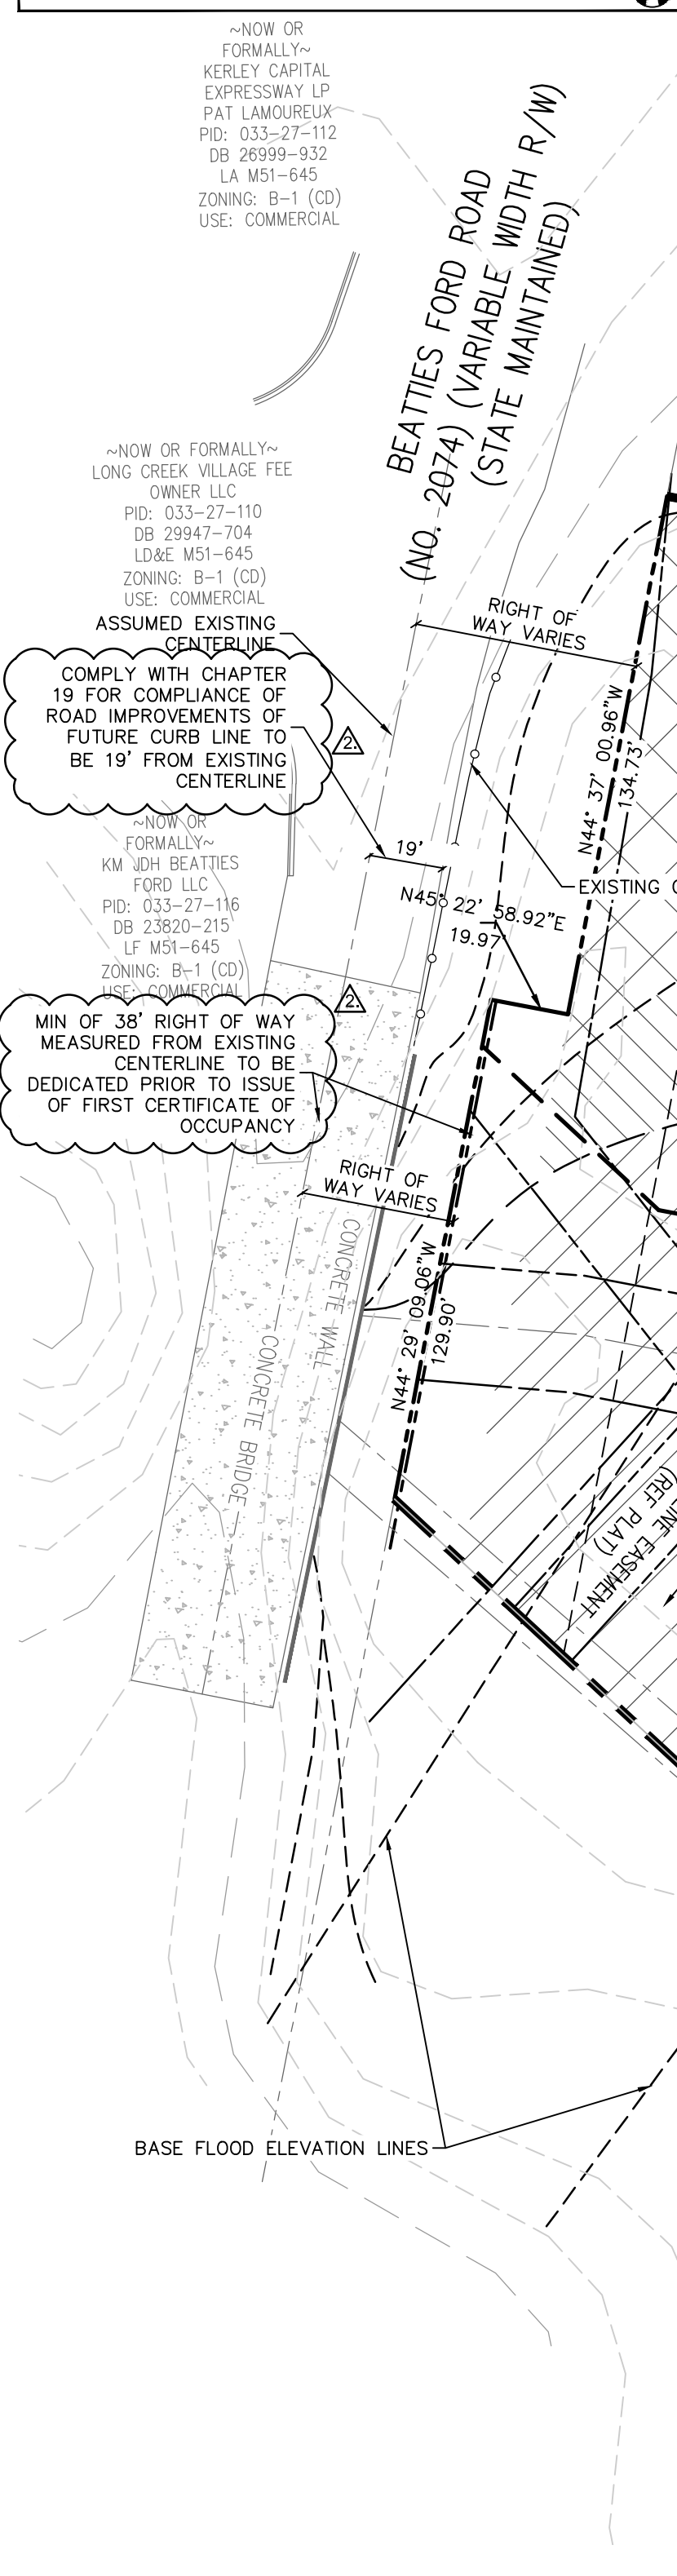 ~NOW OR
FORMALLY~
KERLEY CAPITAL
EXPRESSWAY LP
PAT LAMOUREUX
PID: 033-27-112
DB 26999-932
LA M51-645
ZONING: B-1 (CD)
USE: COMMERCIAL
BEATTIES FORD ROAD
(NO. 2074) (VARIABLE WIDTH R/W)
(STATE MAINTAINED)
~NOW OR FORMALLY~
LONG CREEK VILLAGE FEE
OWNER LLC
PID: 033-27-110
DB 29947-704
LD&E M51-645
ZONING: B-1 (CD)
USE: COMMERCIAL
ASSUMED EXISTING
CENTERLINE
RIGHT OF
WAY VARIES
COMPLY WITH CHAPTER
19 FOR COMPLIANCE OF
ROAD IMPROVEMENTS OF
FUTURE CURB LINE TO
BE 19' FROM EXISTING
CENTERLINE
2.
N44° 37' 00.96"W
134.73'
~NOW OR
FORMALLY~
KM JDH BEATTIES
FORD LLC
PID: 033-27-116
DB 23820-215
LF M51-645
ZONING: B-1 (CD)
USE: COMMERCIAL
19'
EXISTING
N45° 22' 58.92"E
19.97'
2.
MIN OF 38' RIGHT OF WAY
MEASURED FROM EXISTING
CENTERLINE TO BE
DEDICATED PRIOR TO ISSUE
OF FIRST CERTIFICATE OF
OCCUPANCY
RIGHT OF
WAY VARIES
CONCRETE WALL
CONCRETE BRIDGE
N44° 29' 09.06"W
129.90'
EASEMENT
(REF PLAT)
BASE FLOOD ELEVATION LINES